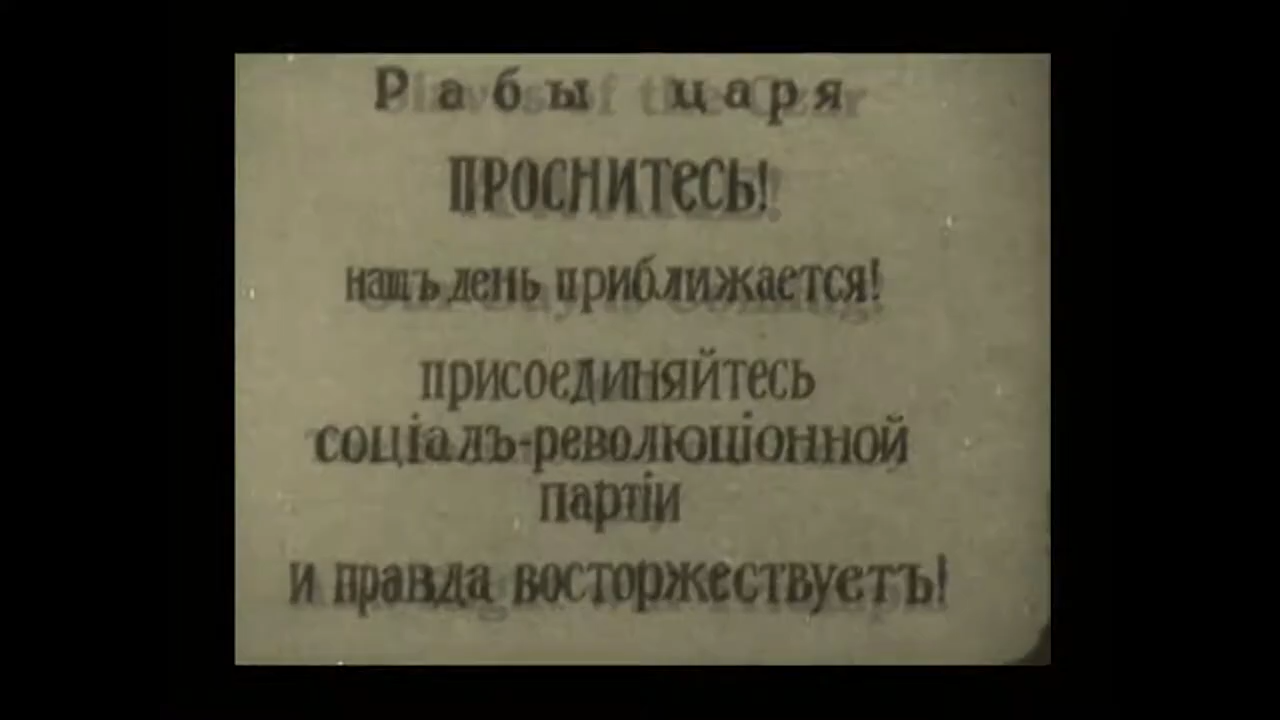 Рабы царя
ПРОСНИТЕСЬ!
нашъ день приближается!
присоединяйтесь
соціалъ-революціонной
партіи
и правда восторжествуетъ!